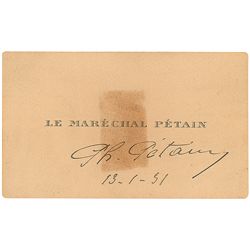 LE MARÉCHAL PÉTAIN
Ph. Pétain
13-1-31